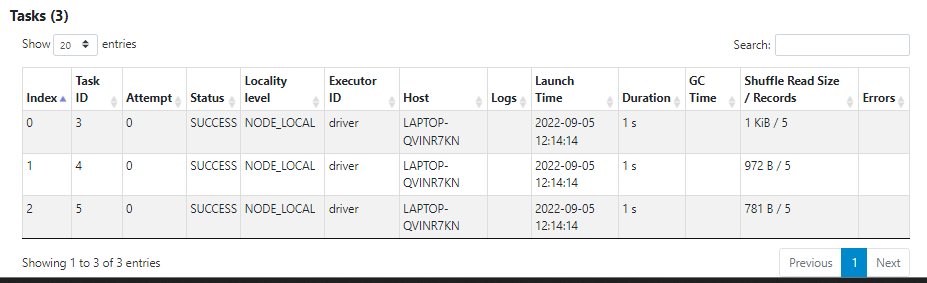 Tasks (3)
Show 20 entries Search:
Index Task ID Attempt Status Locality level Executor ID Host Logs Launch Time Duration GC Time Shuffle Read Size / Records Errors
0 3 0 SUCCESS NODE_LOCAL driver LAPTOP-QVINR7KN 2022-09-05 12:14:14 1 s 1 KiB / 5
1 4 0 SUCCESS NODE_LOCAL driver LAPTOP-QVINR7KN 2022-09-05 12:14:14 1 s 972 B / 5
2 5 0 SUCCESS NODE_LOCAL driver LAPTOP-QVINR7KN 2022-09-05 12:14:14 1 s 781 B / 5
Showing 1 to 3 of 3 entries Previous 1 Next